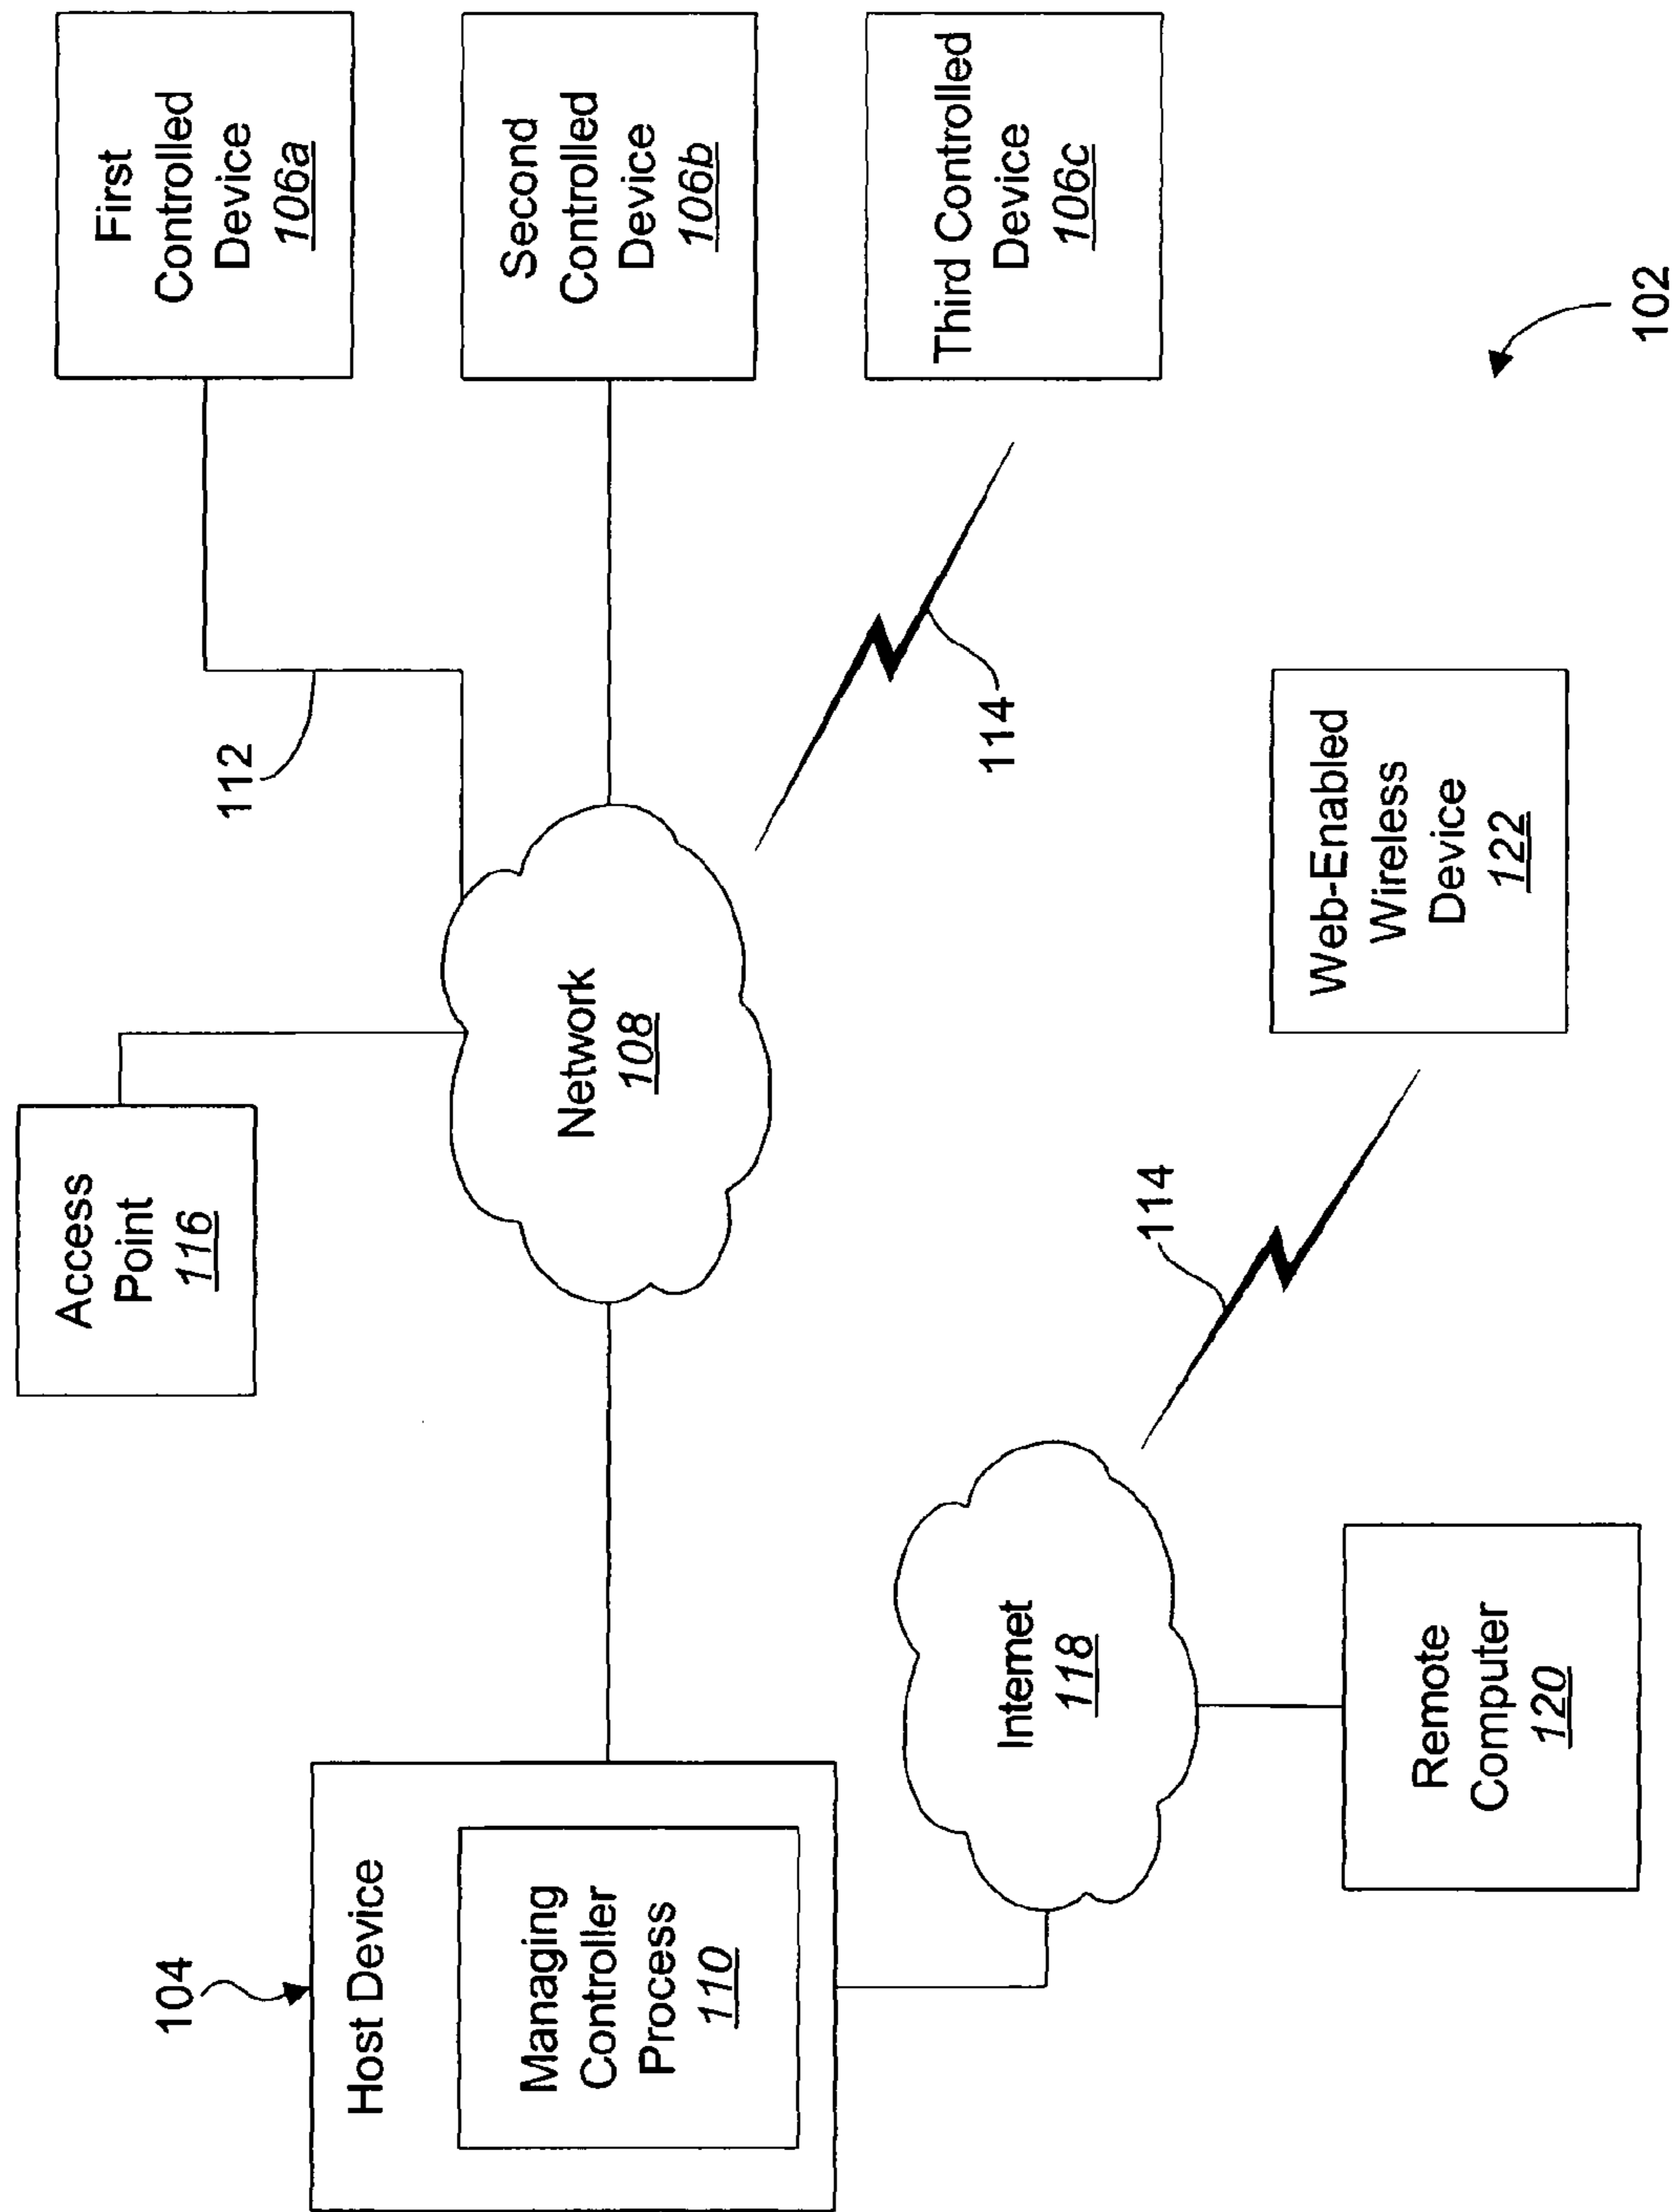 104
Host Device
Managing
Controller
Process
110
Access
Point
116
Network
108
112
First
Controlled
Device
106a
Second
Controlled
Device
106b
Third Controlled
Device
106c
114
Internet
118
114
Remote
Computer
120
Web-Enabled
Wireless
Device
122
102